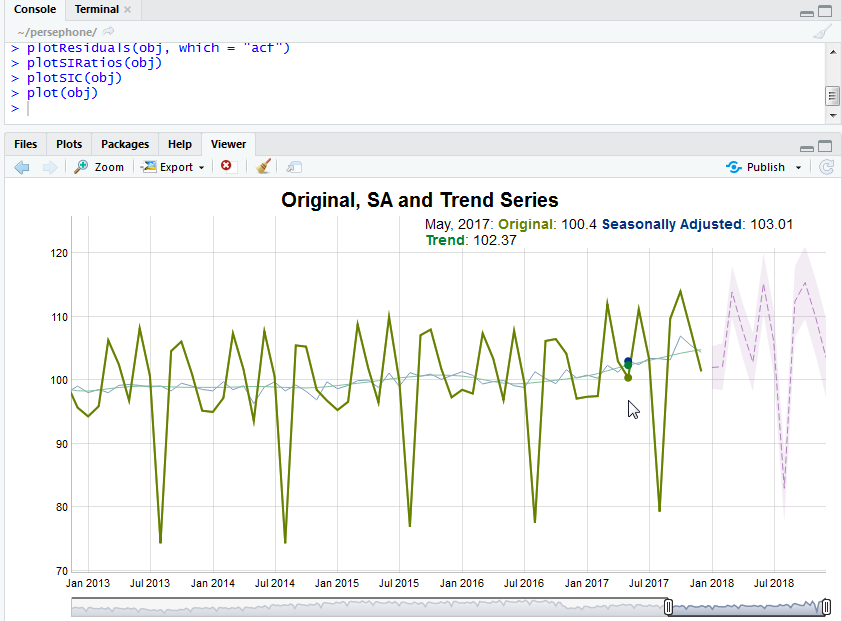 Console Terminal
~/persephone/
> plotResiduals(obj, which = "acf")
> plotSIRatios(obj)
> plotSIC(obj)
> plot(obj)
>
Files Plots Packages Help Viewer
Zoom Export Publish
Original, SA and Trend Series
May, 2017: Original: 100.4 Seasonally Adjusted: 103.01
Trend: 102.37
120
110
100
90
80
70
Jan 2013 Jul 2013 Jan 2014 Jul 2014 Jan 2015 Jul 2015 Jan 2016 Jul 2016 Jan 2017 Jul 2017 Jan 2018 Jul 2018